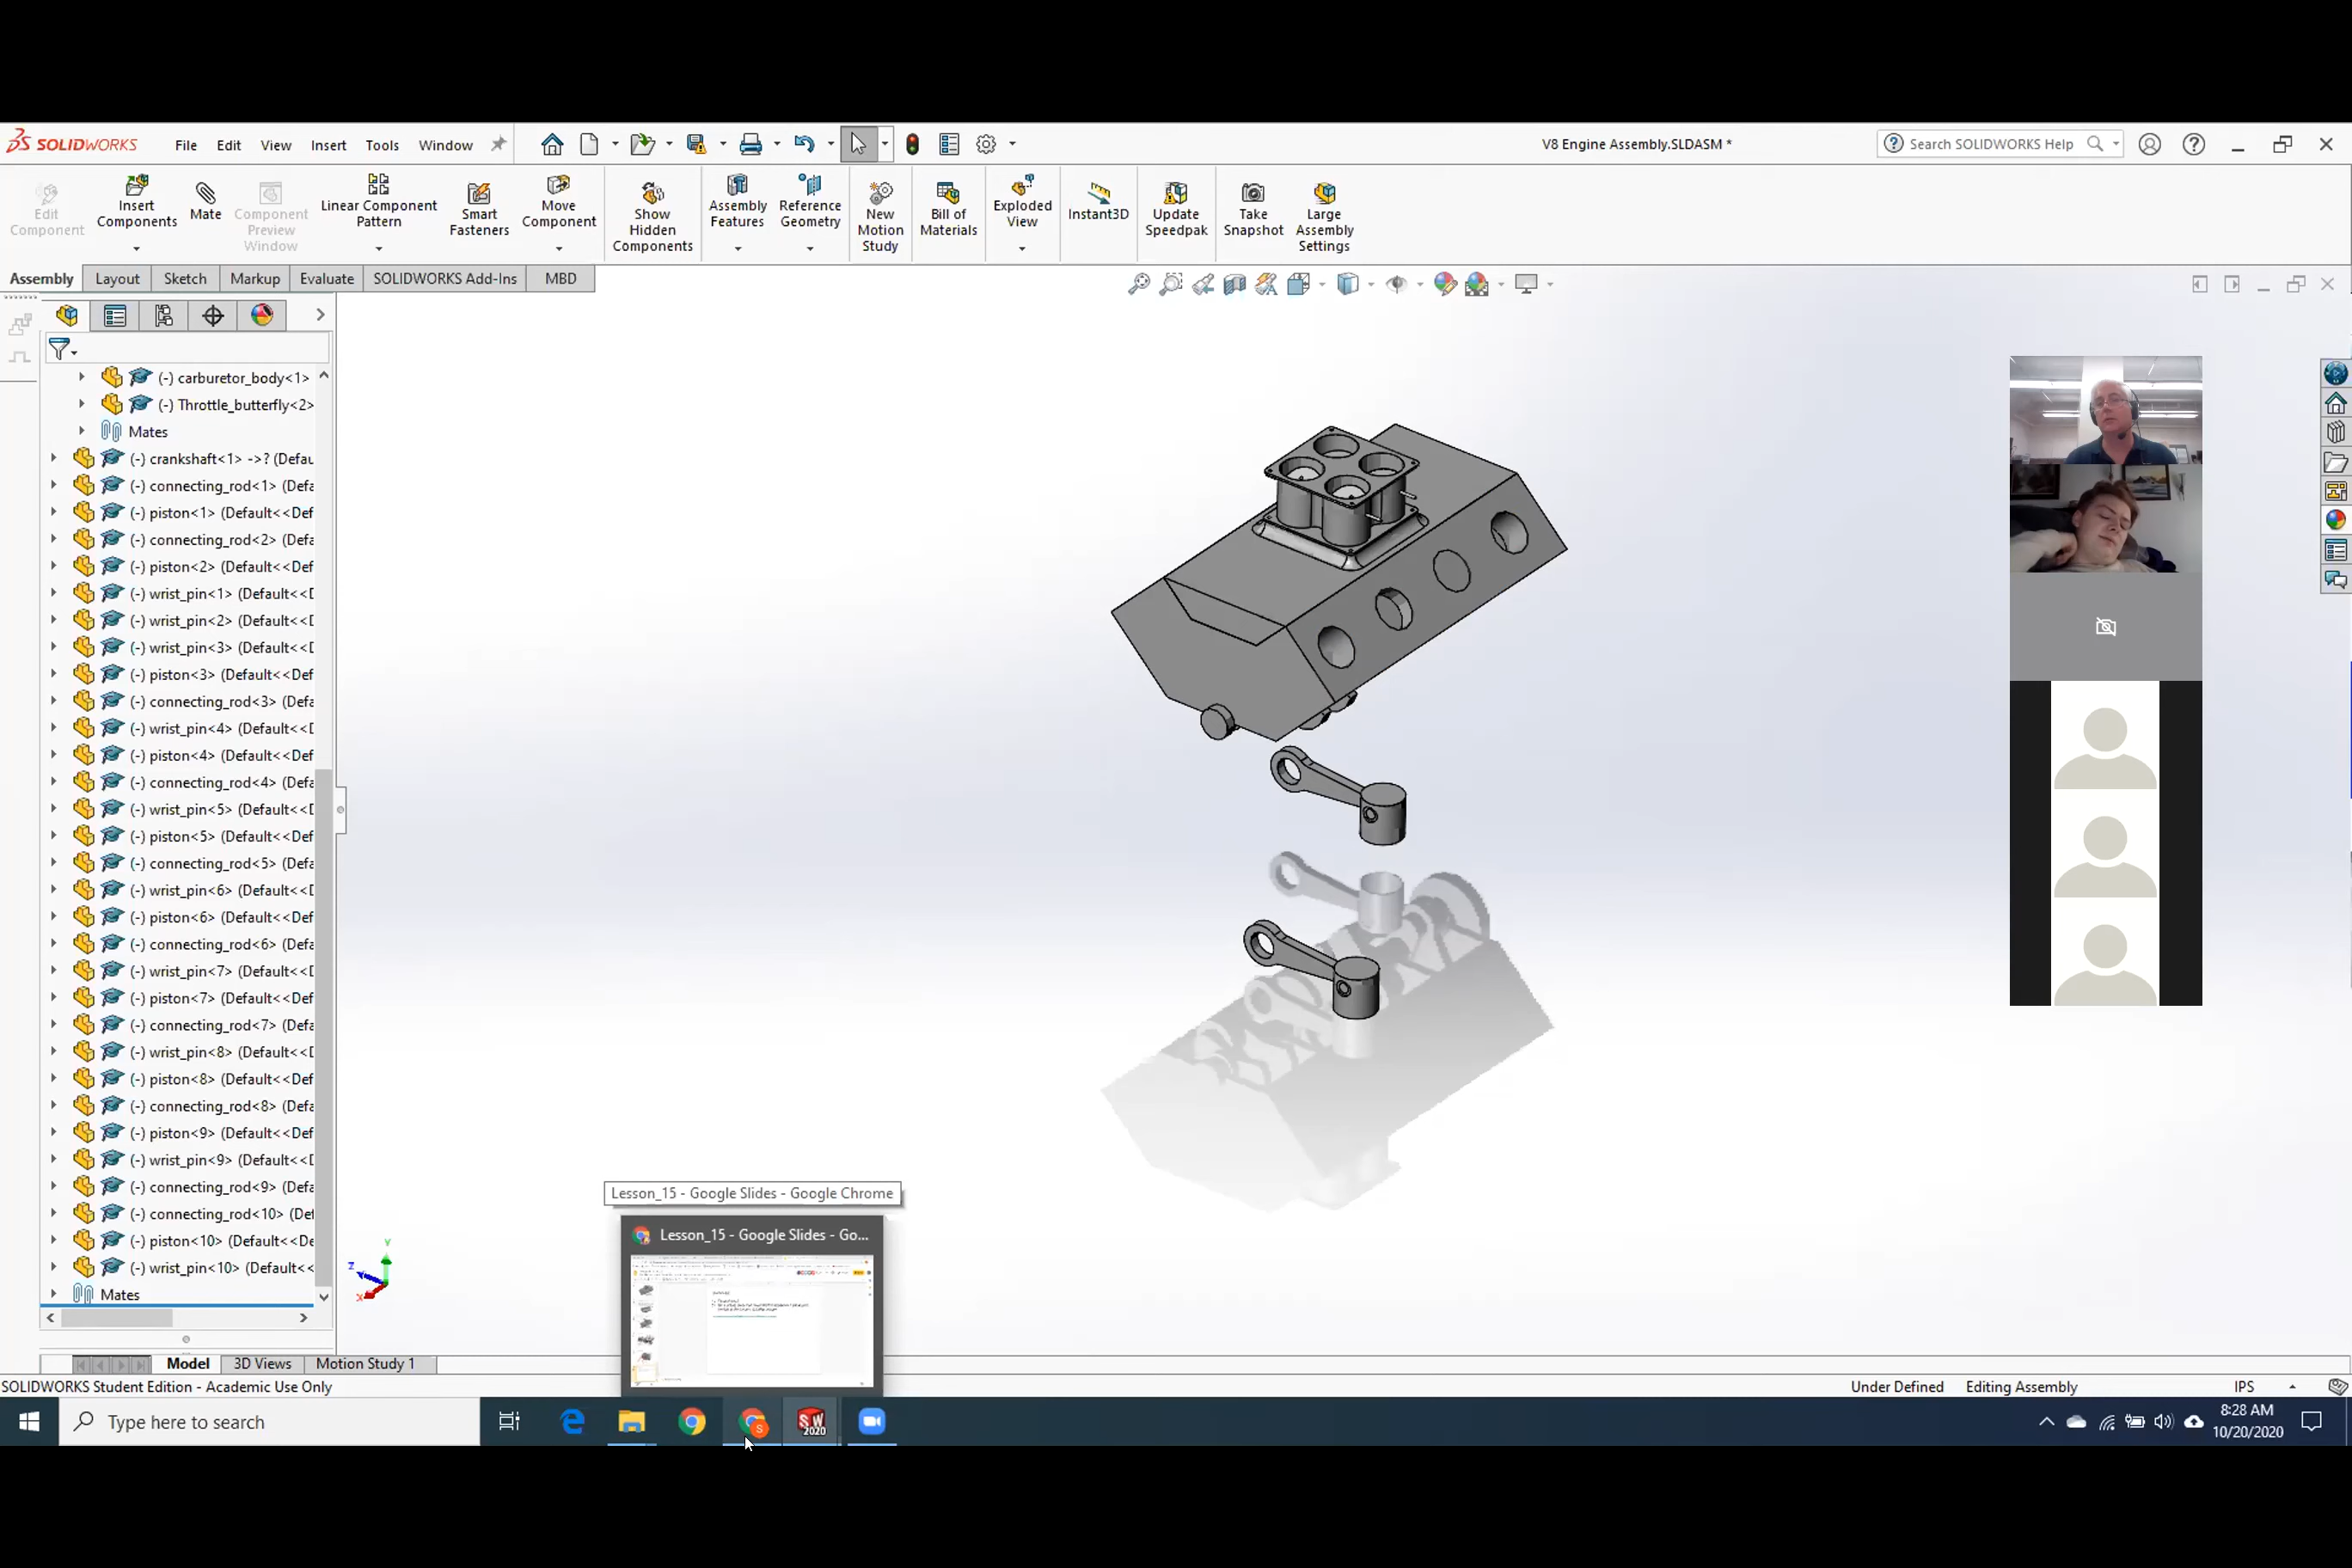 SOLIDWORKS File Edit View Insert Tools Window V8 Engine Assembly.SLDASM * Search SOLIDWORKS Help
Edit Component
Insert Components
Mate
Component Preview Window
Linear Component Pattern
Smart Fasteners
Move Component
Show Hidden Components
Assembly Features
Reference Geometry
New Motion Study
Bill of Materials
Exploded View
Instant3D
Update Speedpak
Take Snapshot
Large Assembly Settings
Assembly Layout Sketch Markup Evaluate SOLIDWORKS Add-Ins MBD
(-) carburetor_body<1>
(-) Throttle_butterfly<2>
Mates
(-) crankshaft<1> ->? (Defau
(-) connecting_rod<1> (Defa
(-) piston<1> (Default<<Def
(-) connecting_rod<2> (Defa
(-) piston<2> (Default<<Def
(-) wrist_pin<1> (Default<<D
(-) wrist_pin<2> (Default<<D
(-) wrist_pin<3> (Default<<D
(-) piston<3> (Default<<Def
(-) connecting_rod<3> (Defa
(-) wrist_pin<4> (Default<<D
(-) piston<4> (Default<<Def
(-) connecting_rod<4> (Defa
(-) wrist_pin<5> (Default<<D
(-) piston<5> (Default<<Def
(-) connecting_rod<5> (Defa
(-) wrist_pin<6> (Default<<D
(-) piston<6> (Default<<Def
(-) connecting_rod<6> (Defa
(-) wrist_pin<7> (Default<<D
(-) piston<7> (Default<<Def
(-) connecting_rod<7> (Defa
(-) wrist_pin<8> (Default<<D
(-) piston<8> (Default<<Def
(-) connecting_rod<8> (Defa
(-) piston<9> (Default<<Def
(-) wrist_pin<9> (Default<<D
(-) connecting_rod<9> (Defa
(-) connecting_rod<10> (Def
(-) piston<10> (Default<<De
(-) wrist_pin<10> (Default<<
Mates
Y
Z
X
Lesson_15 - Google Slides - Google Chrome
Lesson_15 - Google Slides - Go...
Model 3D Views Motion Study 1
SOLIDWORKS Student Edition - Academic Use Only Under Defined Editing Assembly IPS
Type here to search
S
SW 2020
8:28 AM
10/20/2020